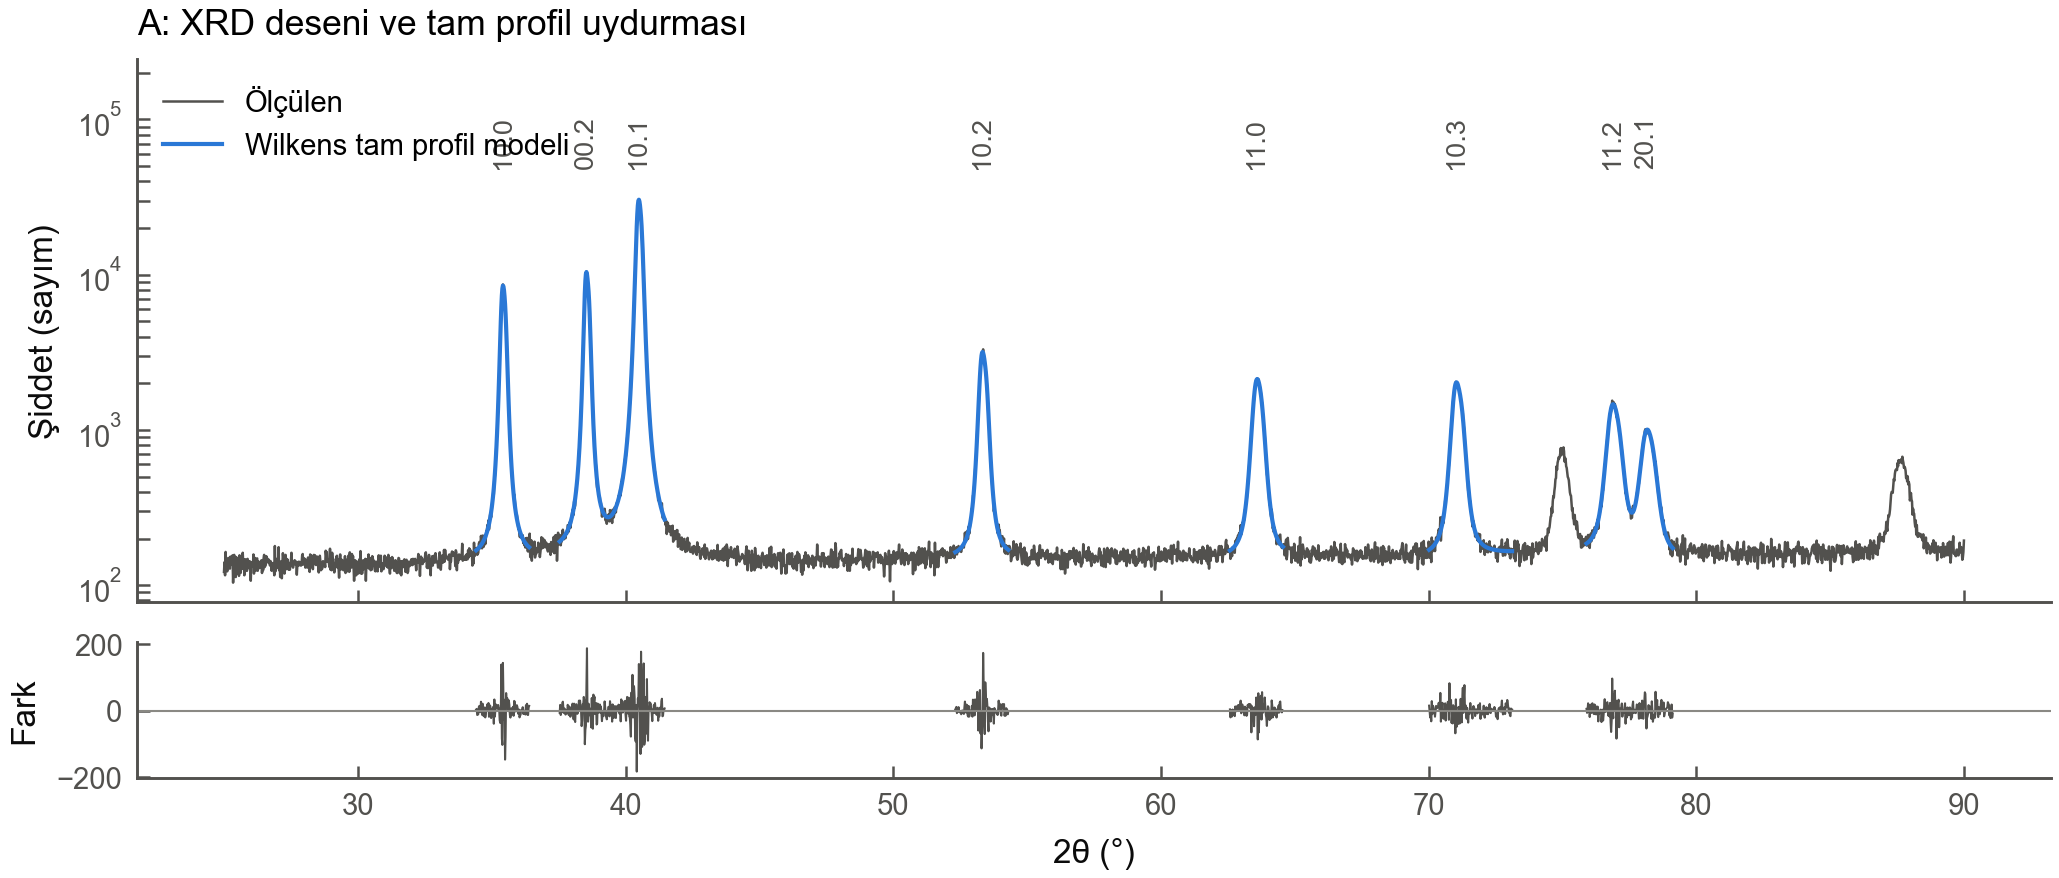 A: XRD deseni ve tam profil uydurması
Ölçülen
Wilkens tam profil modeli
10.0
00.2
10.1
10.2
11.0
10.3
11.2
20.1
Şiddet (sayım)
10^5
10^4
10^3
10^2
Fark
200
0
−200
30 40 50 60 70 80 90
2θ (°)